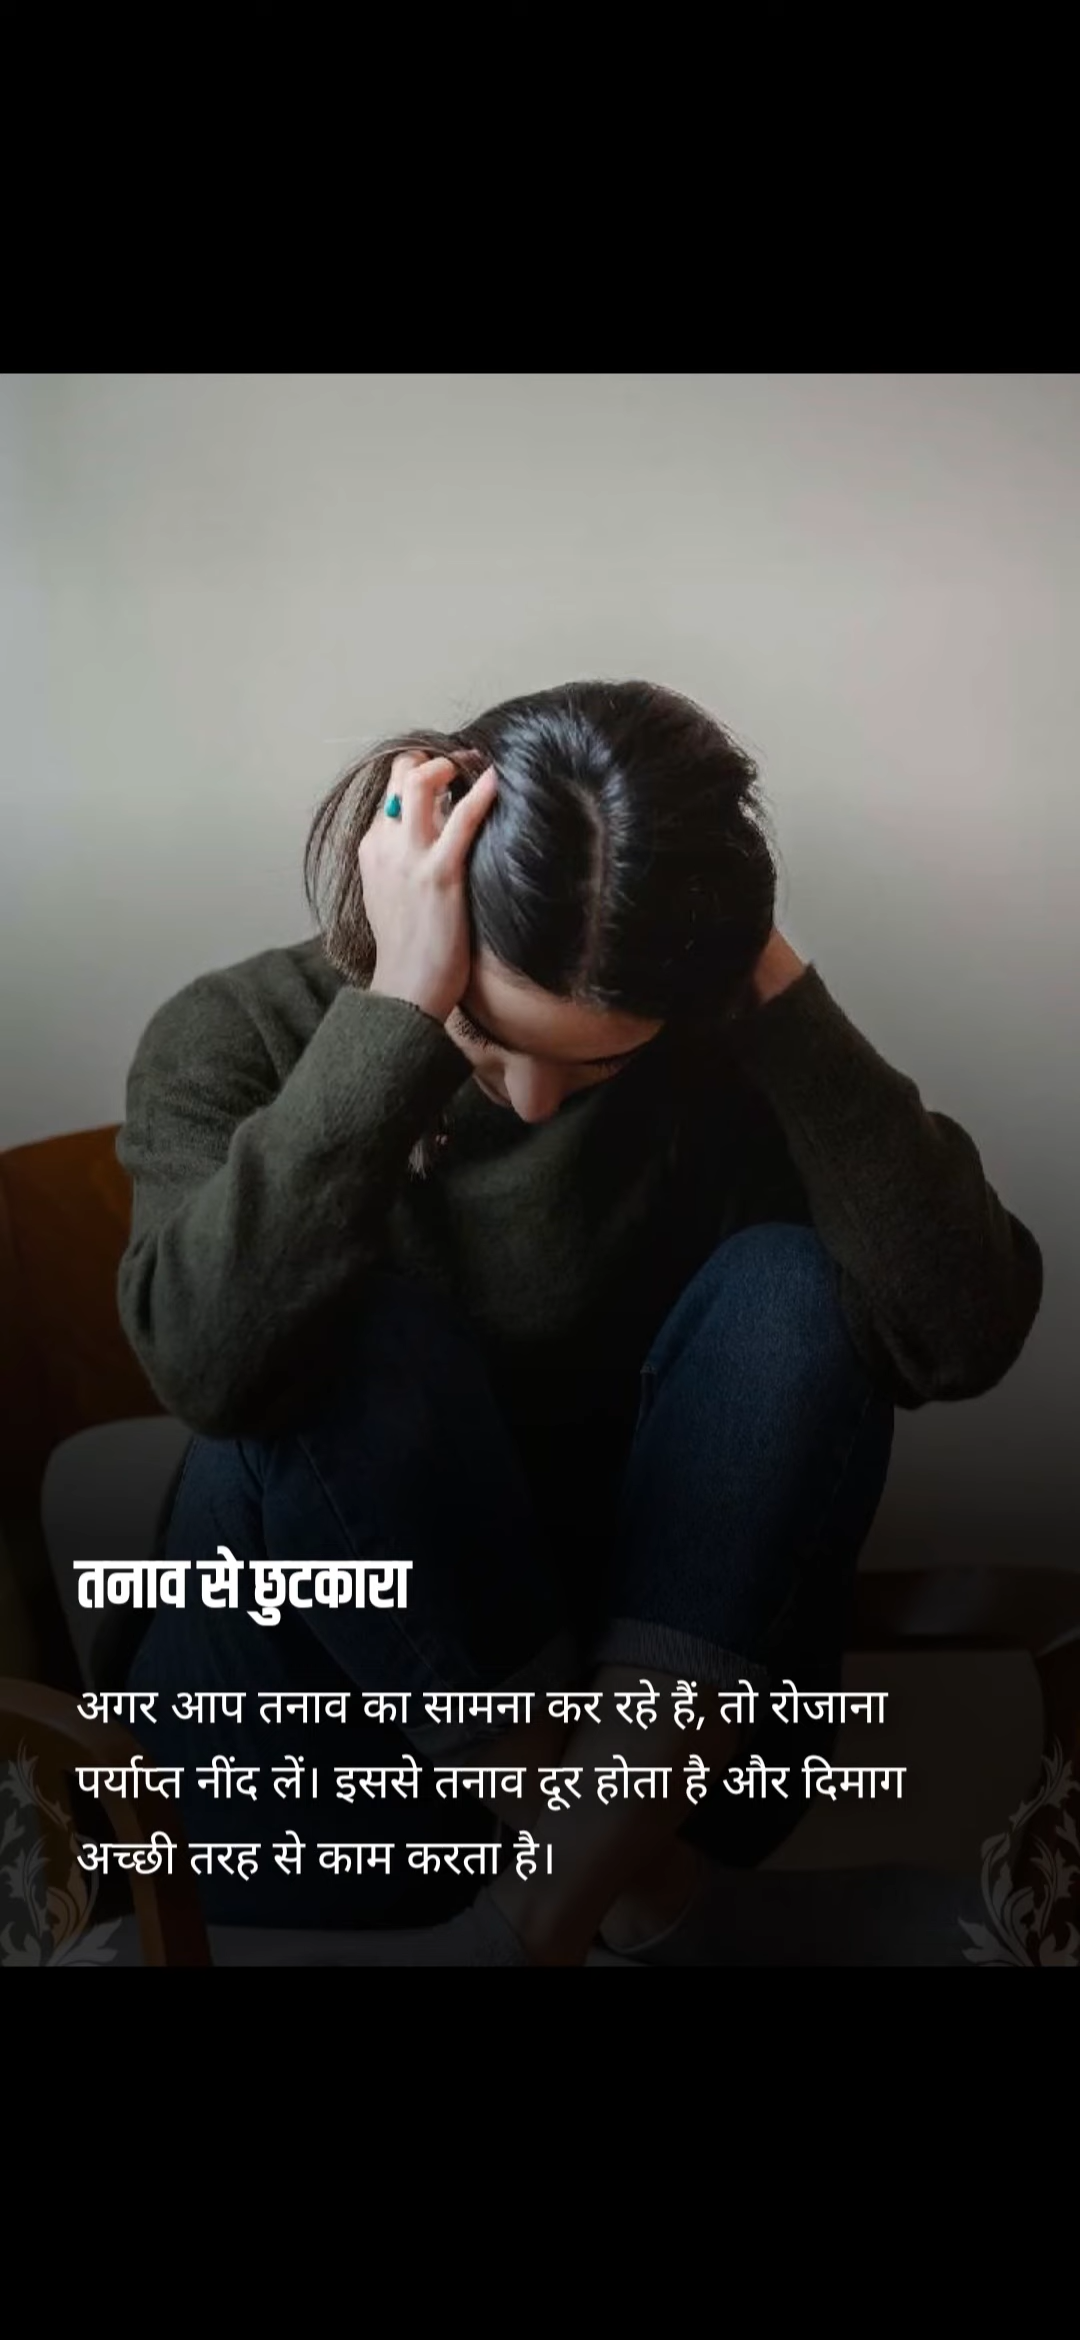 तनाव से छुटकारा
अगर आप तनाव का सामना कर रहे हैं, तो रोजाना
पर्याप्त नींद लें। इससे तनाव दूर होता है और दिमाग
अच्छी तरह से काम करता है।